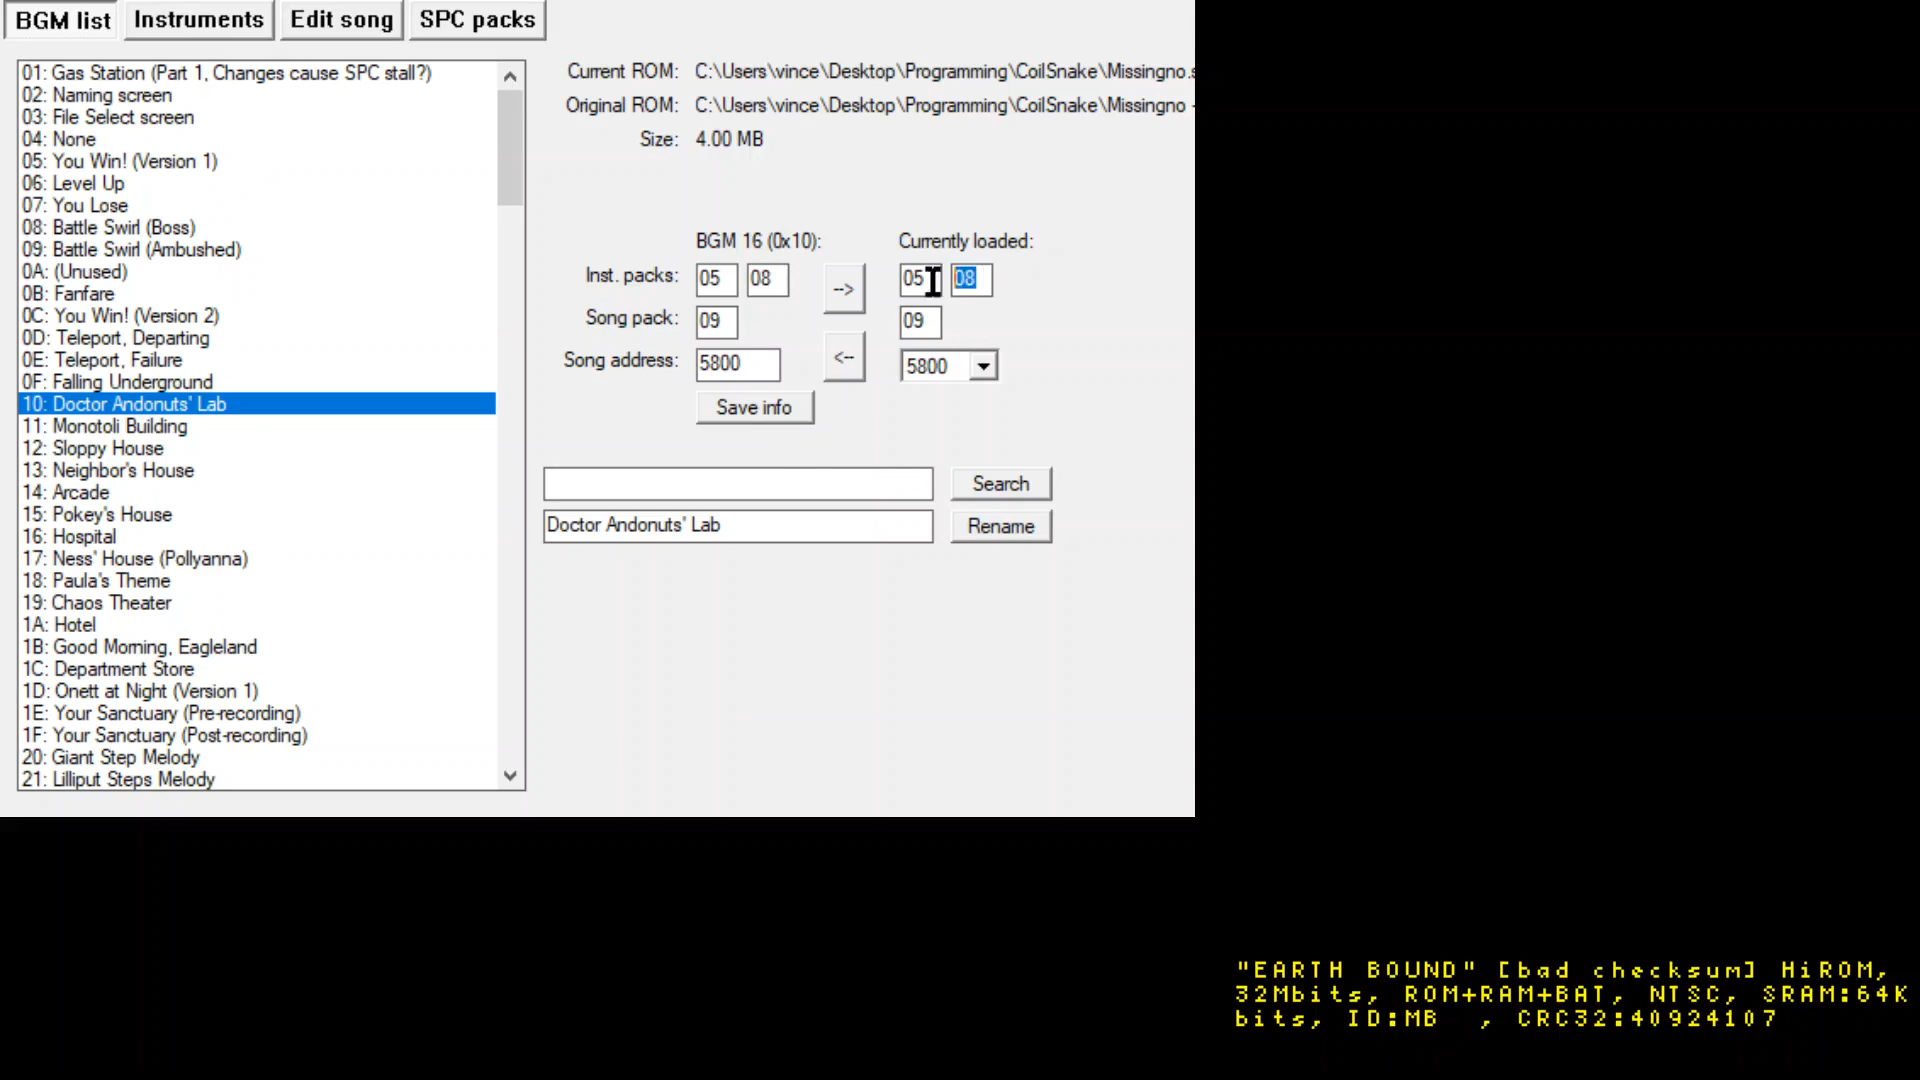 BGM list Instruments Edit song SPC packs
01: Gas Station (Part 1, Changes cause SPC stall?)
02: Naming screen
03: File Select screen
04: None
05: You Win! (Version 1)
06: Level Up
07: You Lose
08: Battle Swirl (Boss)
09: Battle Swirl (Ambushed)
0A: (Unused)
0B: Fanfare
0C: You Win! (Version 2)
0D: Teleport, Departing
0E: Teleport, Failure
0F: Falling Underground
10: Doctor Andonuts' Lab
11: Monotoli Building
12: Sloppy House
13: Neighbor's House
14: Arcade
15: Pokey's House
16: Hospital
17: Ness' House (Pollyanna)
18: Paula's Theme
19: Chaos Theater
1A: Hotel
1B: Good Morning, Eagleland
1C: Department Store
1D: Onett at Night (Version 1)
1E: Your Sanctuary (Pre-recording)
1F: Your Sanctuary (Post-recording)
20: Giant Step Melody
21: Lilliput Steps Melody
Current ROM: C:\Users\vince\Desktop\Programming\CoilSnake\Missingno.s
Original ROM: C:\Users\vince\Desktop\Programming\CoilSnake\Missingno -
Size: 4.00 MB
BGM 16 (0x10): Currently loaded:
Inst. packs: 05 08 --> 05 08
Song pack: 09 09
Song address: 5800 <-- 5800
Save info
Search
Doctor Andonuts' Lab Rename
"EARTH BOUND" [bad checksum] HiROM,
32Mbits, ROM+RAM+BAT, NTSC, SRAM:64K
bits, ID:MB , CRC32:40924107